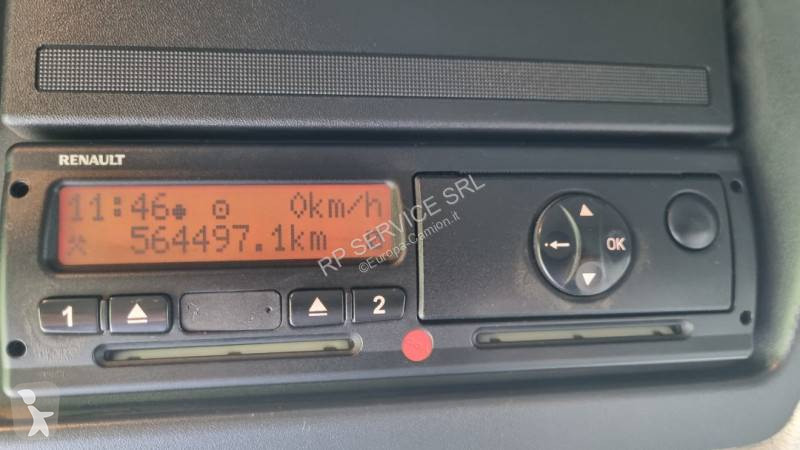 RENAULT
11:46 0km/h
564497.1km
1
2
OK
RP SERVICE SRL
©Europa-Camion.it